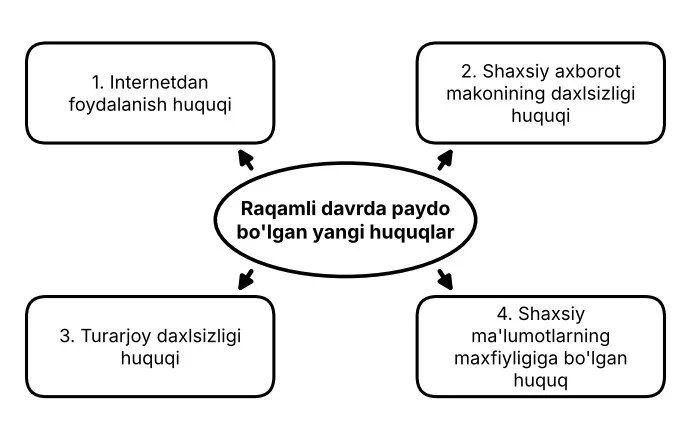 1. Internetdan
foydalanish huquqi
2. Shaxsiy axborot
makonining daxlsizligi
huquqi
Raqamli davrda paydo
bo'lgan yangi huquqlar
3. Turarjoy daxlsizligi
huquqi
4. Shaxsiy
ma'lumotlarning
maxfiyligiga bo'lgan
huquq